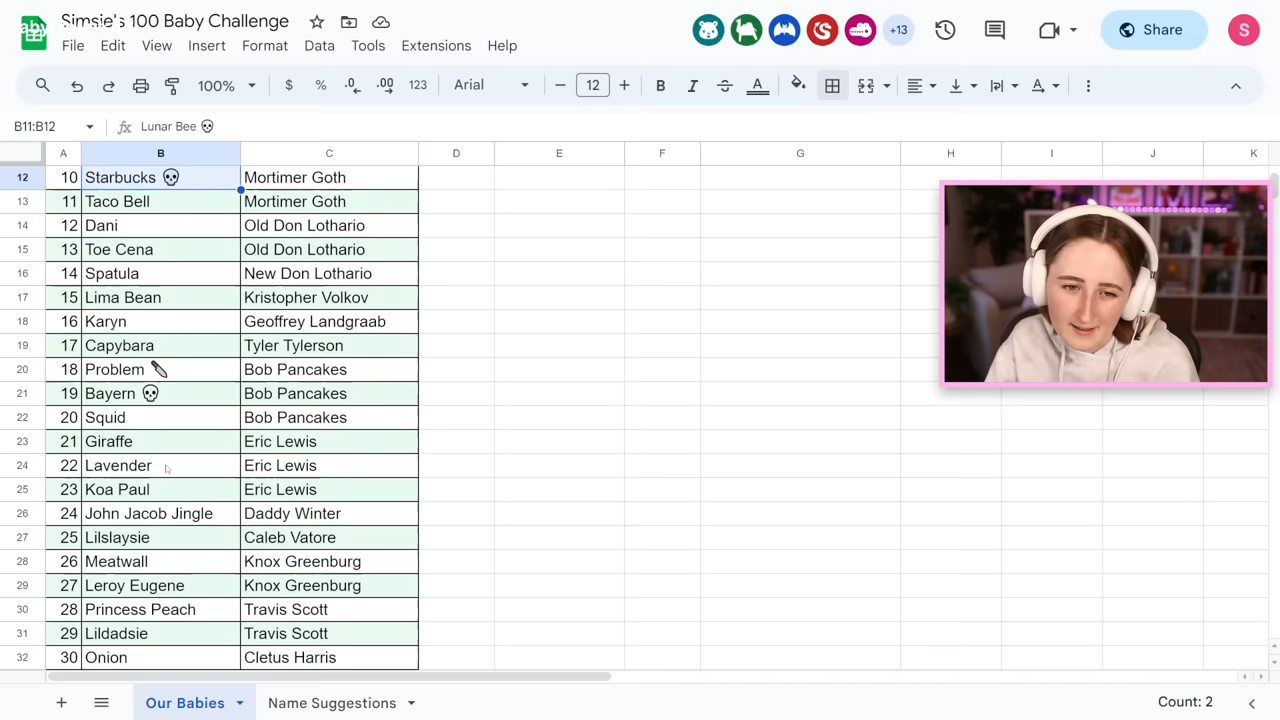 Simsie's 100 Baby Challenge
File Edit View Insert Format Data Tools Extensions Help
+13
Share
S
100% $ % .0 .00 123 Arial 12 B I A
B11:B12 fx Lunar Bee 💀
A B C D E F G H I J K
12 10 Starbucks 💀 Mortimer Goth
13 11 Taco Bell Mortimer Goth
14 12 Dani Old Don Lothario
15 13 Toe Cena Old Don Lothario
16 14 Spatula New Don Lothario
17 15 Lima Bean Kristopher Volkov
18 16 Karyn Geoffrey Landgraab
19 17 Capybara Tyler Tylerson
20 18 Problem 🔪 Bob Pancakes
21 19 Bayern 💀 Bob Pancakes
22 20 Squid Bob Pancakes
23 21 Giraffe Eric Lewis
24 22 Lavender Eric Lewis
25 23 Koa Paul Eric Lewis
26 24 John Jacob Jingle Daddy Winter
27 25 Lilslaysie Caleb Vatore
28 26 Meatwall Knox Greenburg
29 27 Leroy Eugene Knox Greenburg
30 28 Princess Peach Travis Scott
31 29 Lildadsie Travis Scott
32 30 Onion Cletus Harris
Our Babies Name Suggestions Count: 2